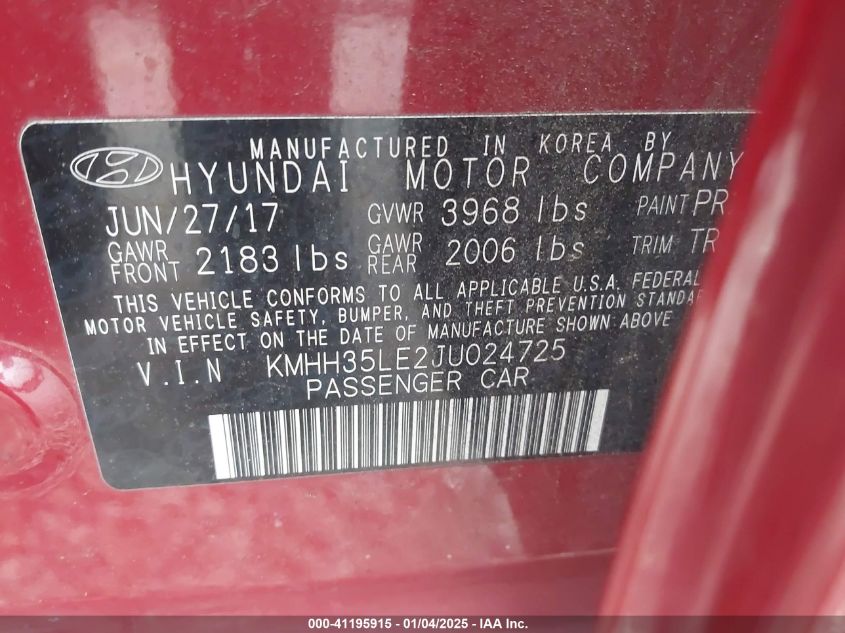 MANUFACTURED IN KOREA BY
HYUNDAI MOTOR COMPANY
JUN/27/17 GVWR 3968 lbs PAINT PR
GAWR FRONT 2183 lbs GAWR REAR 2006 lbs TRIM TR
THIS VEHICLE CONFORMS TO ALL APPLICABLE U.S.A. FEDERAL
MOTOR VEHICLE SAFETY, BUMPER, AND THEFT PREVENTION STANDA
IN EFFECT ON THE DATE OF MANUFACTURE SHOWN ABOVE
V.I.N KMHH35LE2JU024725
PASSENGER CAR
000-41195915 - 01/04/2025 - IAA Inc.